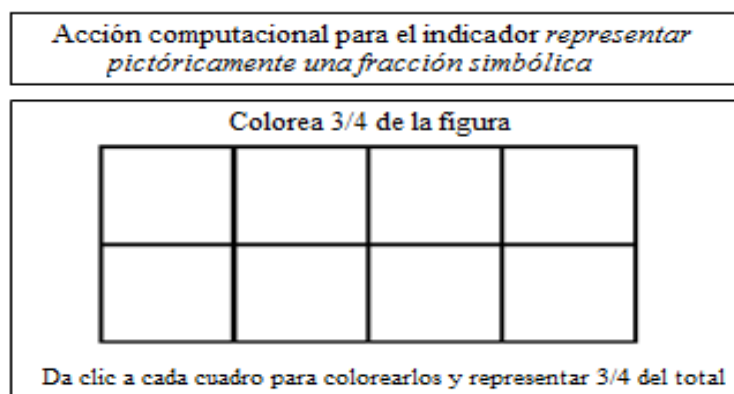 Acción computacional para el indicador representar
pictóricamente una fracción simbólica
Colorea 3/4 de la figura
Da clic a cada cuadro para colorearlos y representar 3/4 del total